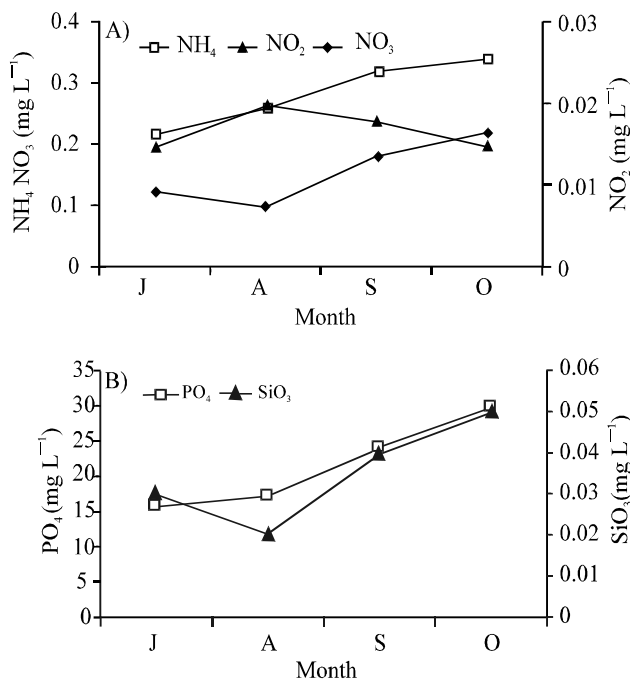 A)
NH₄ NO₂ NO₃
0.4
0.3
0.2
0.1
0
NH₄, NO₃ (mg L⁻¹)
0.03
0.02
0.01
0
NO₂ (mg L⁻¹)
J A S O
Month
B)
PO₄ SiO₃
35
30
25
20
15
10
5
0
PO₄ (mg L⁻¹)
0.06
0.05
0.04
0.03
0.02
0.01
0
SiO₃(mg L⁻¹)
J A S O
Month